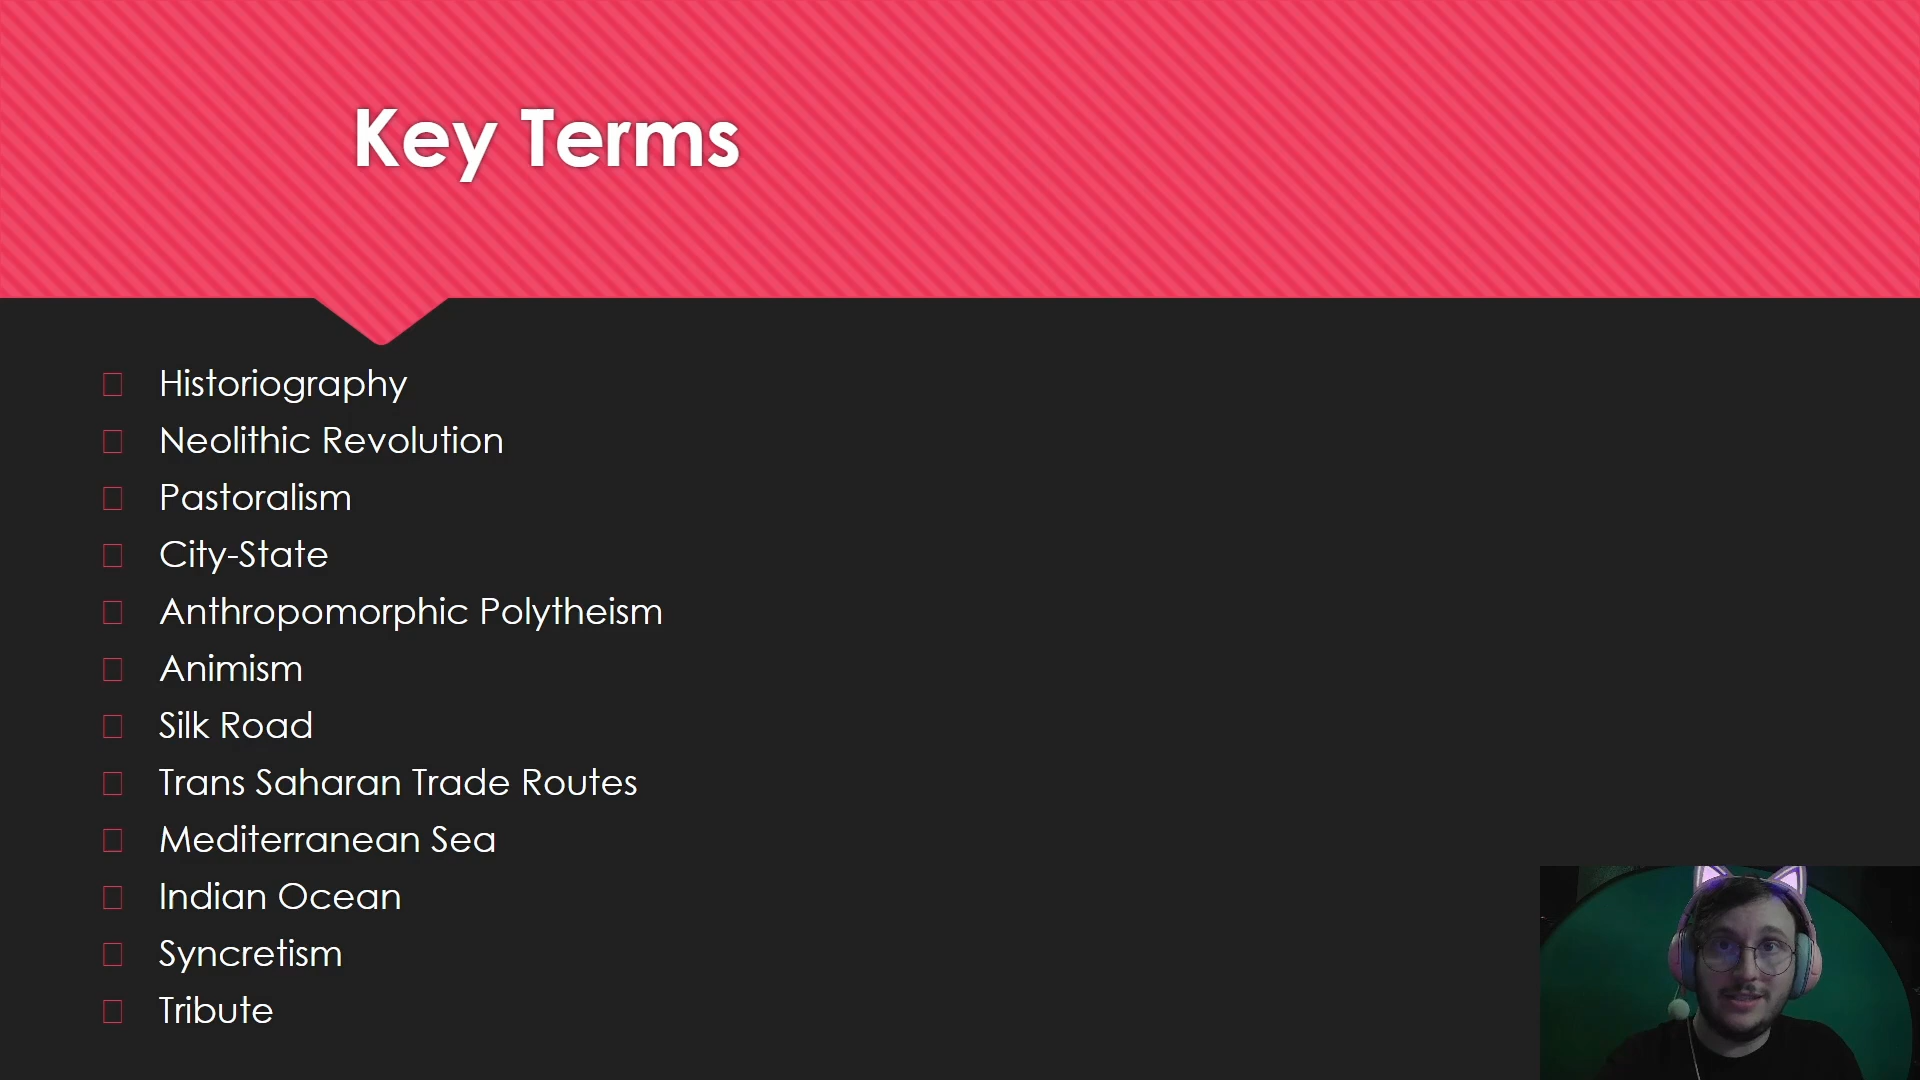 Key Terms
Historiography
Neolithic Revolution
Pastoralism
City-State
Anthropomorphic Polytheism
Animism
Silk Road
Trans Saharan Trade Routes
Mediterranean Sea
Indian Ocean
Syncretism
Tribute